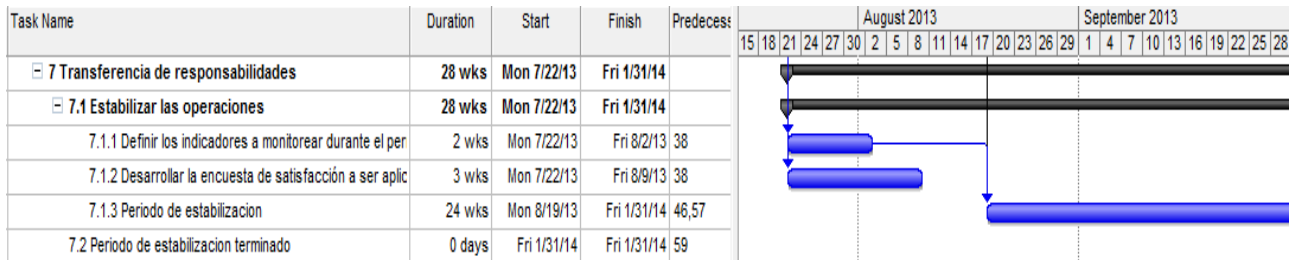 Task Name Duration Start Finish Predecess August 2013 September 2013
15 18 21 24 27 30 2 5 8 11 14 17 20 23 26 29 1 4 7 10 13 16 19 22 25 28
7 Transferencia de responsabilidades 28 wks Mon 7/22/13 Fri 1/31/14
7.1 Estabilizar las operaciones 28 wks Mon 7/22/13 Fri 1/31/14
7.1.1 Definir los indicadores a monitorear durante el peri 2 wks Mon 7/22/13 Fri 8/2/13 38
7.1.2 Desarrollar la encuesta de satisfacción a ser aplic 3 wks Mon 7/22/13 Fri 8/9/13 38
7.1.3 Periodo de estabilizacion 24 wks Mon 8/19/13 Fri 1/31/14 46,57
7.2 Periodo de estabilizacion terminado 0 days Fri 1/31/14 Fri 1/31/14 59